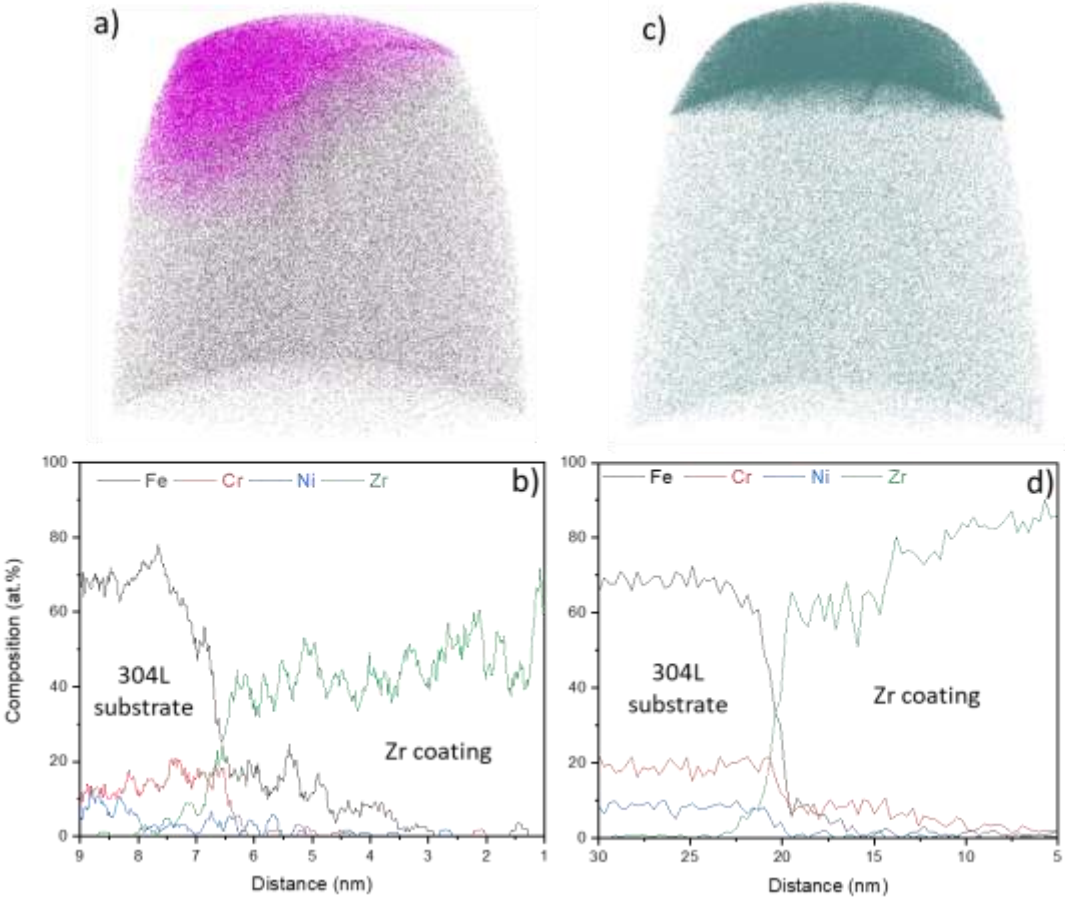 a)
c)
b)
Fe Cr Ni Zr
Composition (at.%)
100
80
60
40
20
0
304L
substrate
Zr coating
9 8 7 6 5 4 3 2 1
Distance (nm)
d)
Fe Cr Ni Zr
100
80
60
40
20
0
304L
substrate
Zr coating
30 25 20 15 10 5
Distance (nm)